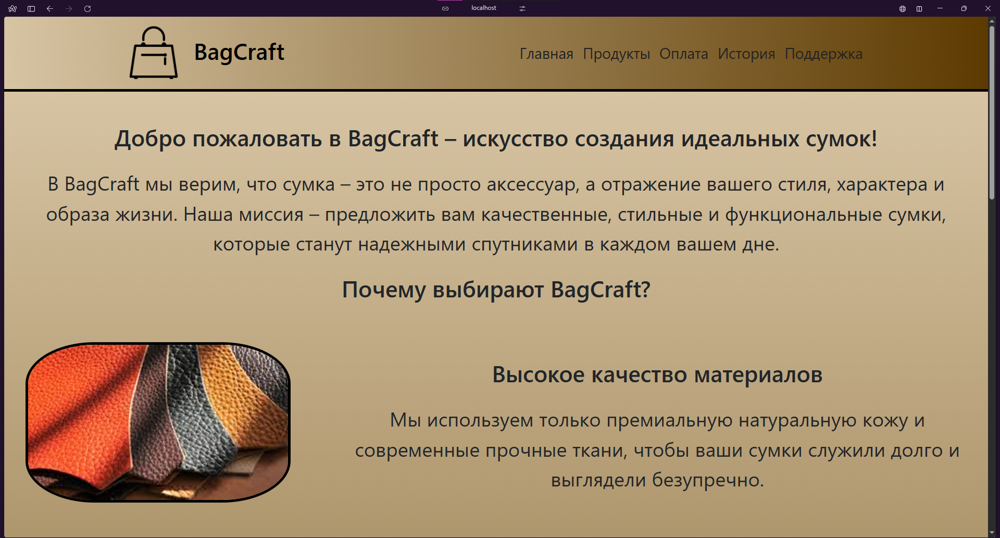 localhost
BagCraft
Главная Продукты Оплата История Поддержка
Добро пожаловать в BagCraft – искусство создания идеальных сумок!
В BagCraft мы верим, что сумка – это не просто аксессуар, а отражение вашего стиля, характера и
образа жизни. Наша миссия – предложить вам качественные, стильные и функциональные сумки,
которые станут надежными спутниками в каждом вашем дне.
Почему выбирают BagCraft?
Высокое качество материалов
Мы используем только премиальную натуральную кожу и
современные прочные ткани, чтобы ваши сумки служили долго и
выглядели безупречно.